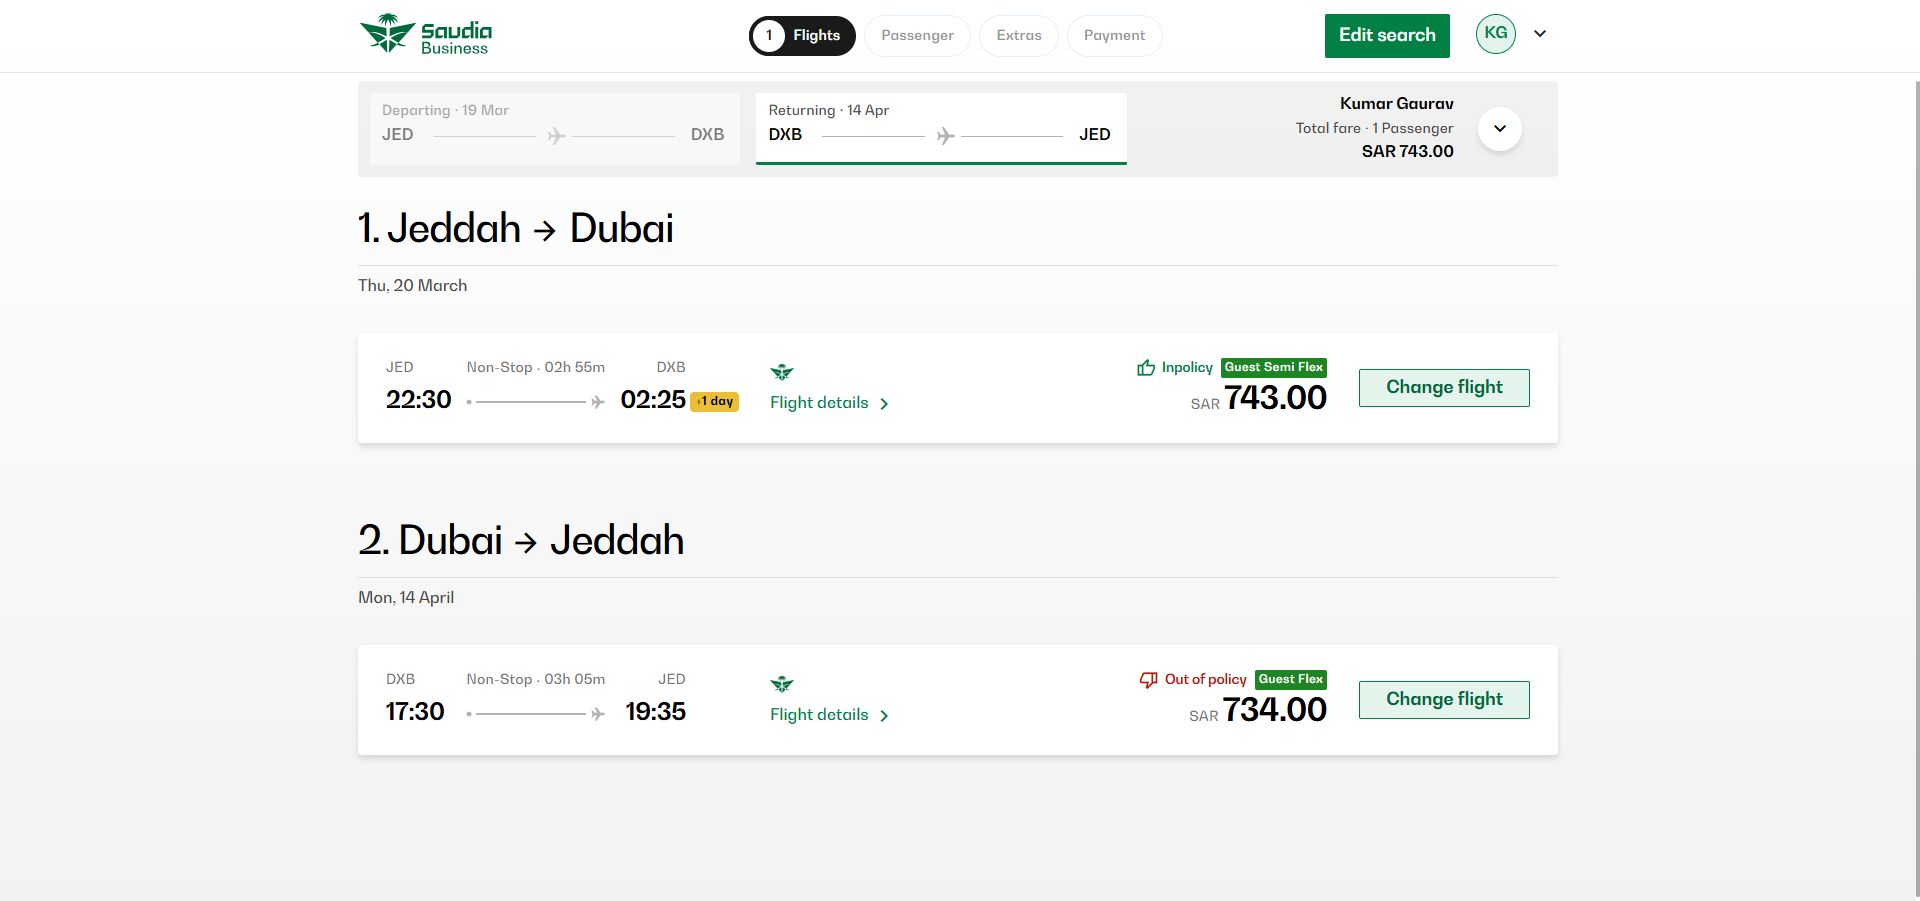 Saudia
Business
1 Flights
Passenger
Extras
Payment
Edit search
KG
Departing · 19 Mar
JED DXB
Returning · 14 Apr
DXB JED
Kumar Gaurav
Total fare · 1 Passenger
SAR 743.00
1. Jeddah → Dubai
Thu, 20 March
JED Non-Stop · 02h 55m DXB
22:30 02:25 +1 day
Flight details
Inpolicy Guest Semi Flex
SAR 743.00
Change flight
2. Dubai → Jeddah
Mon, 14 April
DXB Non-Stop · 03h 05m JED
17:30 19:35
Flight details
Out of policy Guest Flex
SAR 734.00
Change flight